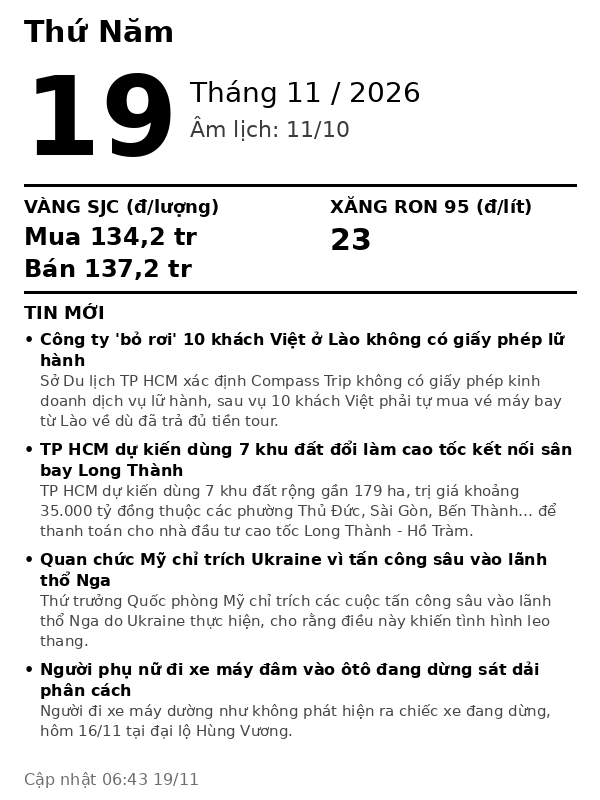 Thứ Năm
19
Tháng 11 / 2026
Âm lịch: 11/10
VÀNG SJC (đ/lượng)
Mua 134,2 tr
Bán 137,2 tr
XĂNG RON 95 (đ/lít)
23
TIN MỚI
• Công ty 'bỏ rơi' 10 khách Việt ở Lào không có giấy phép lữ
hành
Sở Du lịch TP HCM xác định Compass Trip không có giấy phép kinh
doanh dịch vụ lữ hành, sau vụ 10 khách Việt phải tự mua vé máy bay
từ Lào về dù đã trả đủ tiền tour.
• TP HCM dự kiến dùng 7 khu đất đổi làm cao tốc kết nối sân
bay Long Thành
TP HCM dự kiến dùng 7 khu đất rộng gần 179 ha, trị giá khoảng
35.000 tỷ đồng thuộc các phường Thủ Đức, Sài Gòn, Bến Thành... để
thanh toán cho nhà đầu tư cao tốc Long Thành - Hồ Tràm.
• Quan chức Mỹ chỉ trích Ukraine vì tấn công sâu vào lãnh
thổ Nga
Thứ trưởng Quốc phòng Mỹ chỉ trích các cuộc tấn công sâu vào lãnh
thổ Nga do Ukraine thực hiện, cho rằng điều này khiến tình hình leo
thang.
• Người phụ nữ đi xe máy đâm vào ôtô đang dừng sát dải
phân cách
Người đi xe máy dường như không phát hiện ra chiếc xe đang dừng,
hôm 16/11 tại đại lộ Hùng Vương.
Cập nhật 06:43 19/11